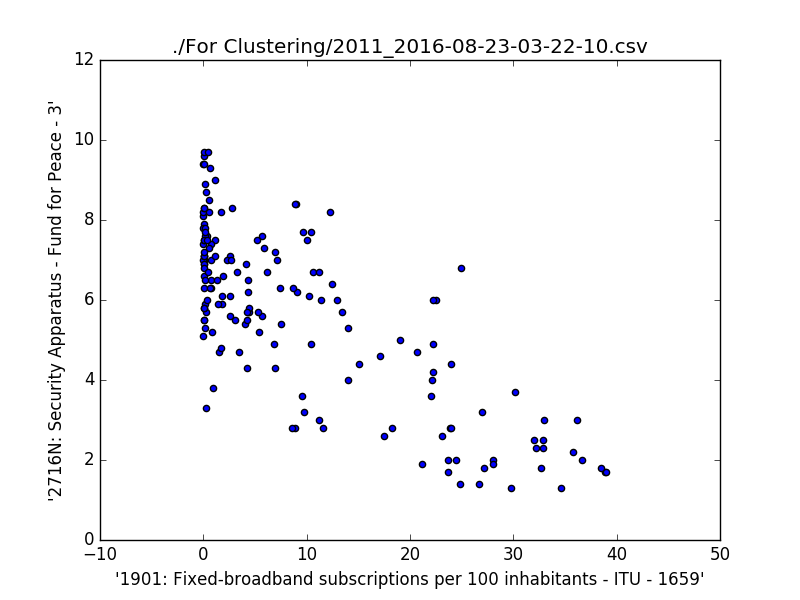 ./For Clustering/2011_2016-08-23-03-22-10.csv
12
10
8
6
4
2
0
'2716N: Security Apparatus - Fund for Peace - 3'
−10 0 10 20 30 40 50
'1901: Fixed-broadband subscriptions per 100 inhabitants - ITU - 1659'